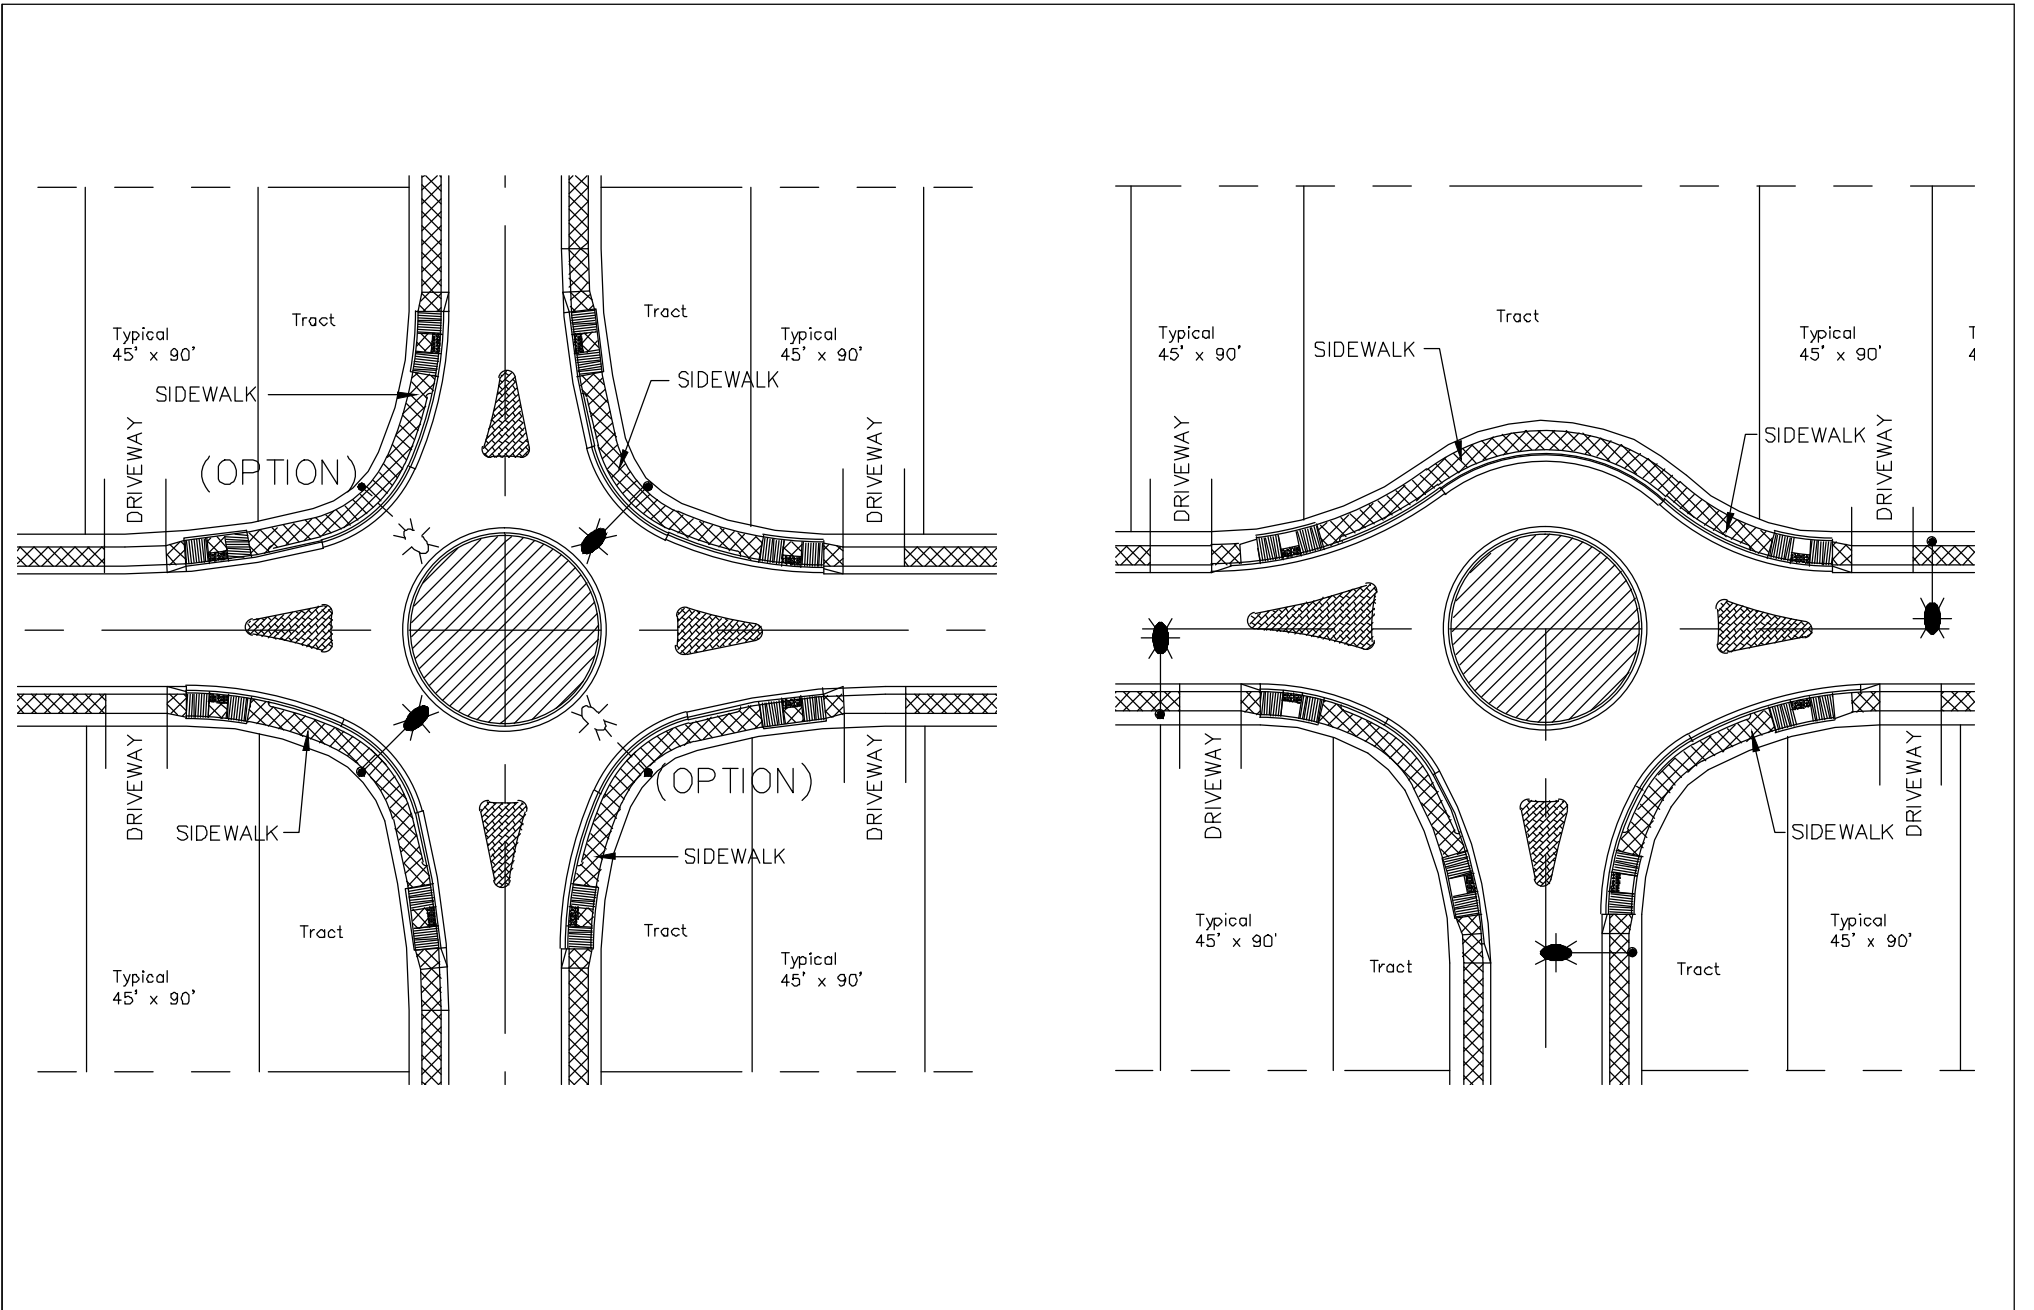 Tract
Tract
Typical
45' x 90'
Typical
45' x 90'
SIDEWALK
SIDEWALK
DRIVEWAY
(OPTION)
DRIVEWAY
DRIVEWAY
SIDEWALK
(OPTION)
DRIVEWAY
SIDEWALK
Tract
Tract
Typical
45' x 90'
Typical
45' x 90'
Tract
Typical
45' x 90'
SIDEWALK
Typical
45' x 90'
T
4
DRIVEWAY
SIDEWALK
DRIVEWAY
DRIVEWAY
SIDEWALK
DRIVEWAY
Typical
45' x 90'
Tract
Tract
Typical
45' x 90'